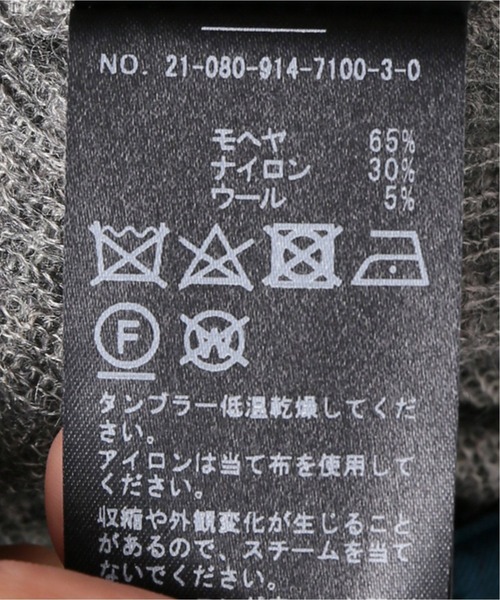 NO. 21-080-914-7100-3-0
モヘヤ 65%
ナイロン 30%
ウール 5%
F
W
タンブラー低温乾燥してくだ
さい。
アイロンは当て布を使用して
ください。
収縮や外観変化が生じること
があるので、スチームを当て
ないでください。